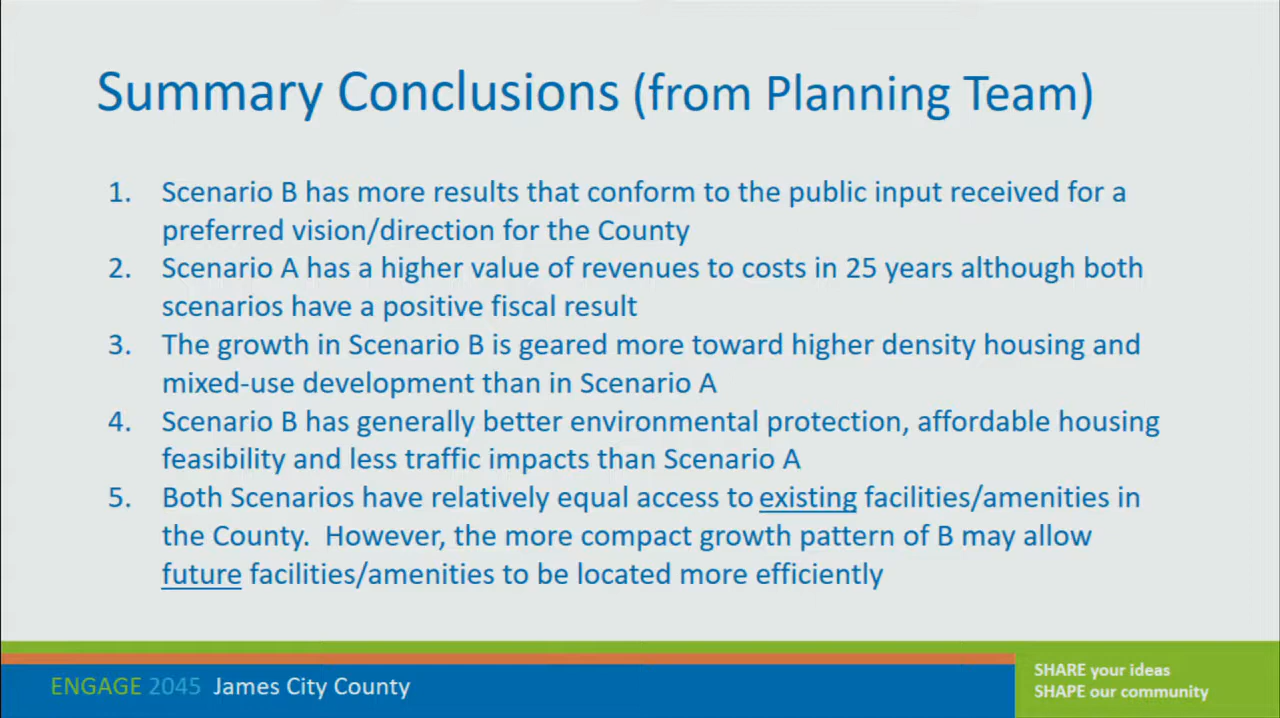 Summary Conclusions (from Planning Team)
1. Scenario B has more results that conform to the public input received for a
preferred vision/direction for the County
2. Scenario A has a higher value of revenues to costs in 25 years although both
scenarios have a positive fiscal result
3. The growth in Scenario B is geared more toward higher density housing and
mixed-use development than in Scenario A
4. Scenario B has generally better environmental protection, affordable housing
feasibility and less traffic impacts than Scenario A
5. Both Scenarios have relatively equal access to existing facilities/amenities in
the County. However, the more compact growth pattern of B may allow
future facilities/amenities to be located more efficiently
ENGAGE 2045 James City County
SHARE your ideas
SHAPE our community